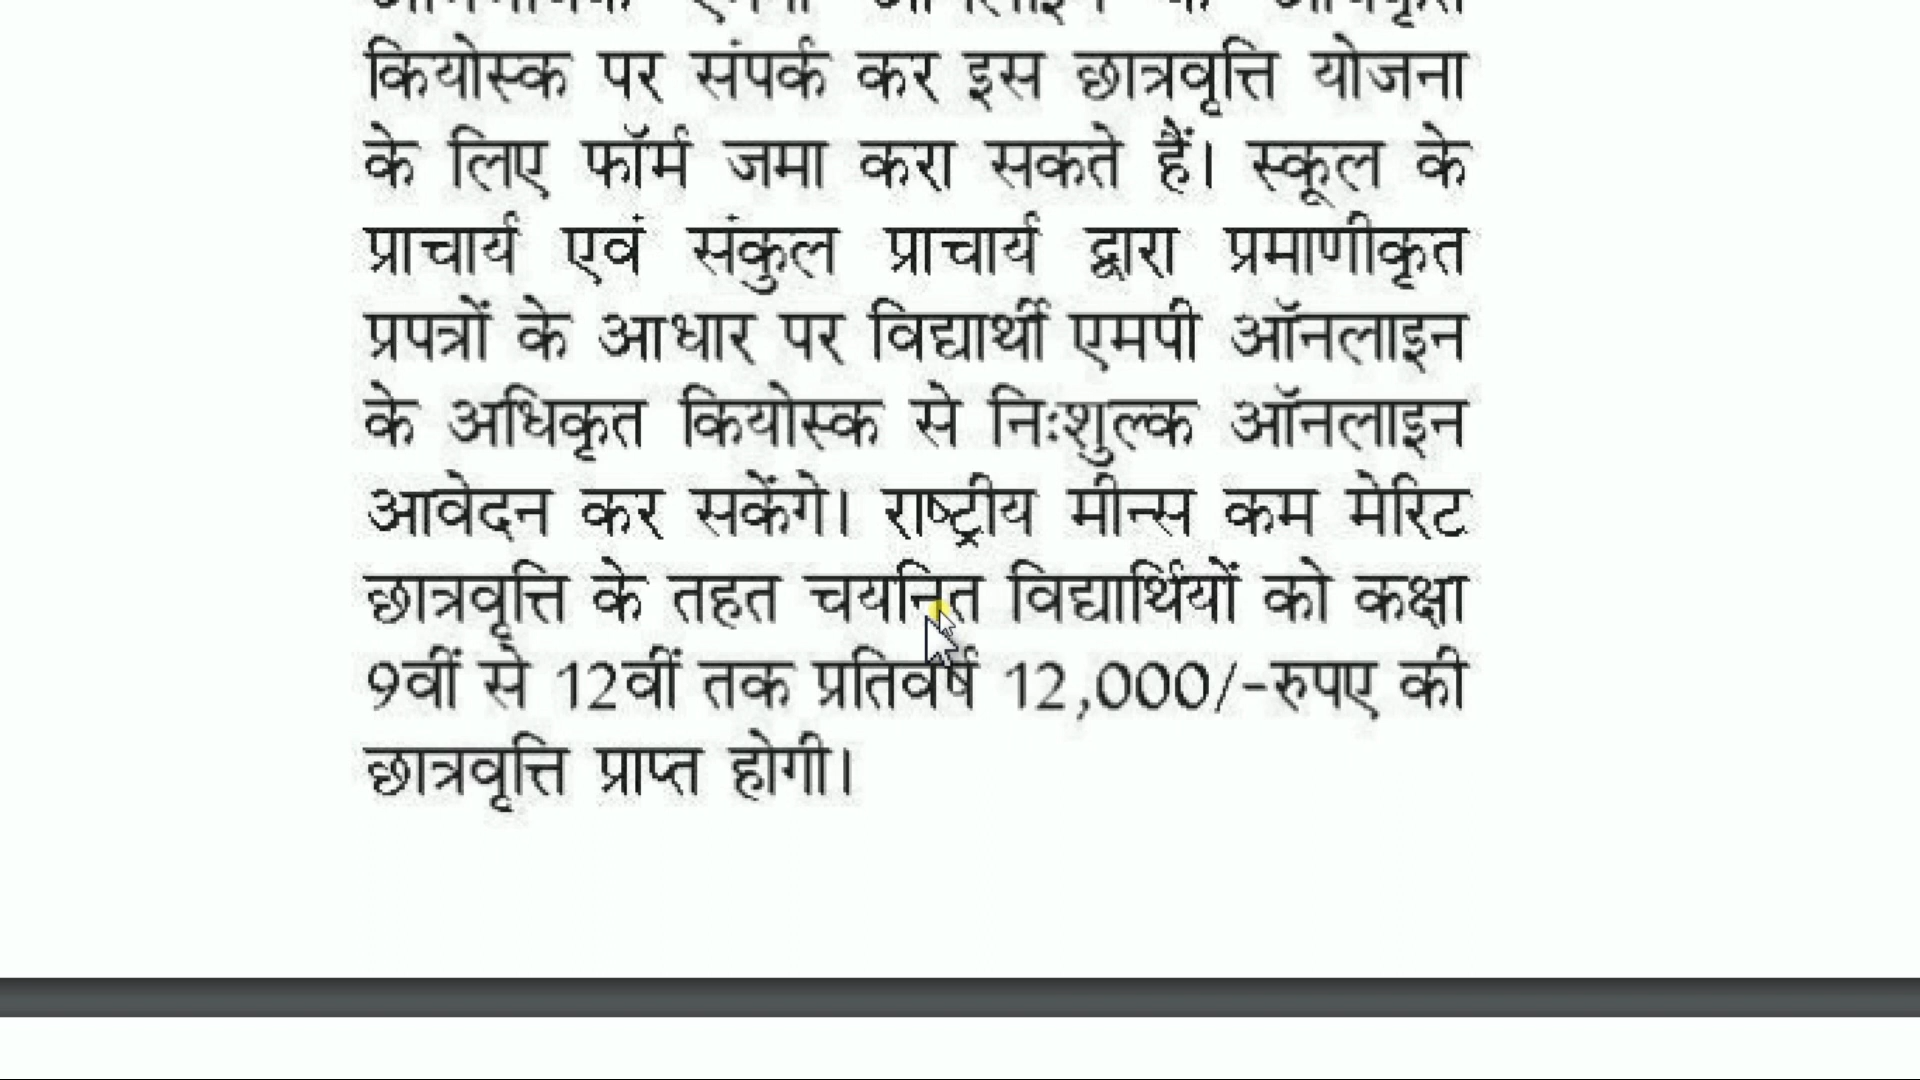 कियोस्क पर संपर्क कर इस छात्रवृत्ति योजना
के लिए फॉर्म जमा करा सकते हैं। स्कूल के
प्राचार्य एवं संकुल प्राचार्य द्वारा प्रमाणीकृत
प्रपत्रों के आधार पर विद्यार्थी एमपी ऑनलाइन
के अधिकृत कियोस्क से निःशुल्क ऑनलाइन
आवेदन कर सकेंगे। राष्ट्रीय मीन्स कम मेरिट
छात्रवृत्ति के तहत चयनित विद्यार्थियों को कक्षा
9वीं से 12वीं तक प्रतिवर्ष 12,000/-रुपए की
छात्रवृत्ति प्राप्त होगी।